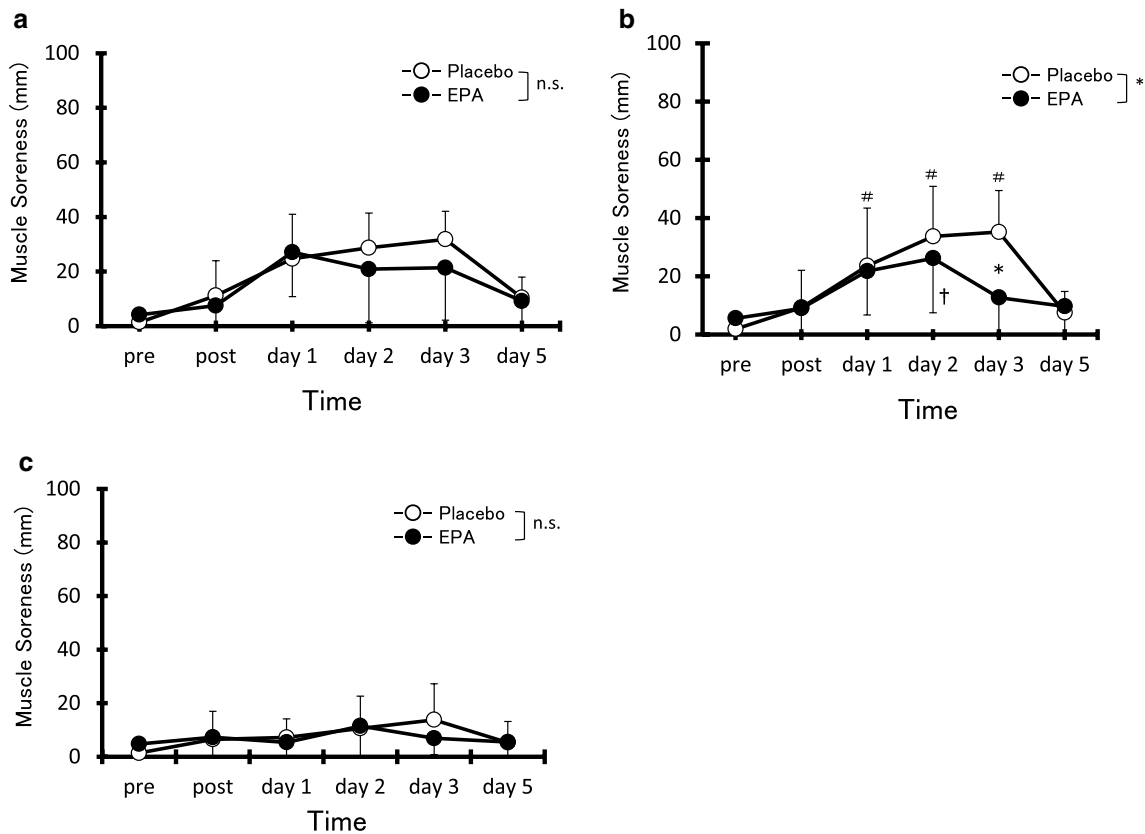 a
Muscle Soreness (mm)
100
80
60
40
20
0
Placebo
EPA
n.s.
pre post day 1 day 2 day 3 day 5
Time
b
Muscle Soreness (mm)
100
80
60
40
20
0
Placebo
EPA
*
# # #
*
†
pre post day 1 day 2 day 3 day 5
Time
c
Muscle Soreness (mm)
100
80
60
40
20
0
Placebo
EPA
n.s.
pre post day 1 day 2 day 3 day 5
Time